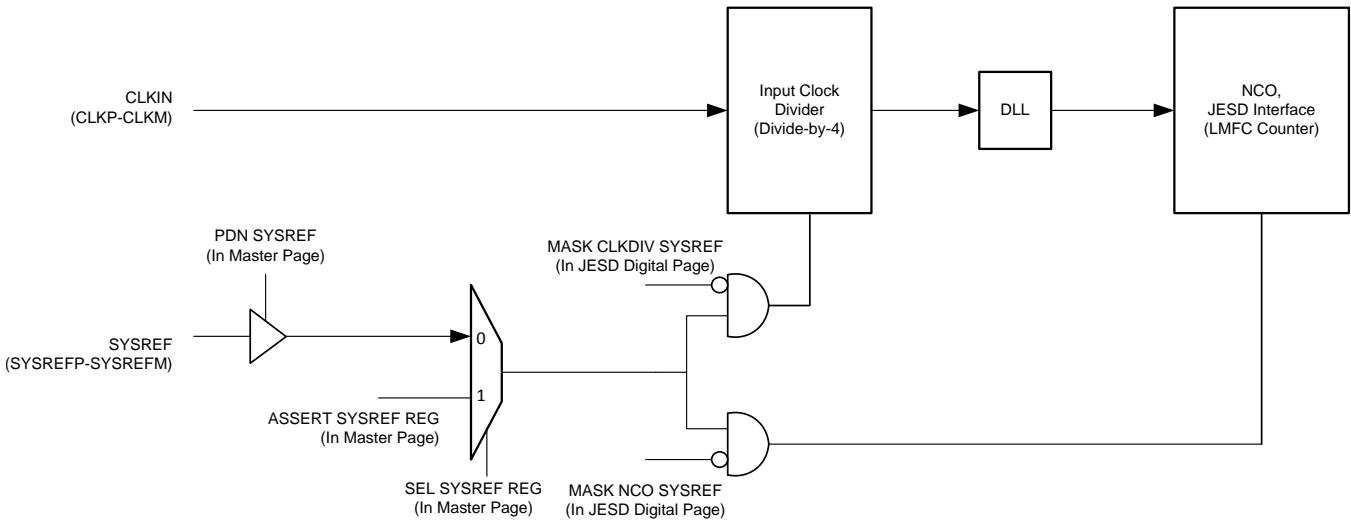 CLKIN
(CLKP-CLKM)
Input Clock
Divider
(Divide-by-4)
DLL
NCO,
JESD Interface
(LMFC Counter)
PDN SYSREF
(In Master Page)
MASK CLKDIV SYSREF
(In JESD Digital Page)
SYSREF
(SYSREFP-SYSREFM)
0
1
ASSERT SYSREF REG
(In Master Page)
SEL SYSREF REG
(In Master Page)
MASK NCO SYSREF
(In JESD Digital Page)